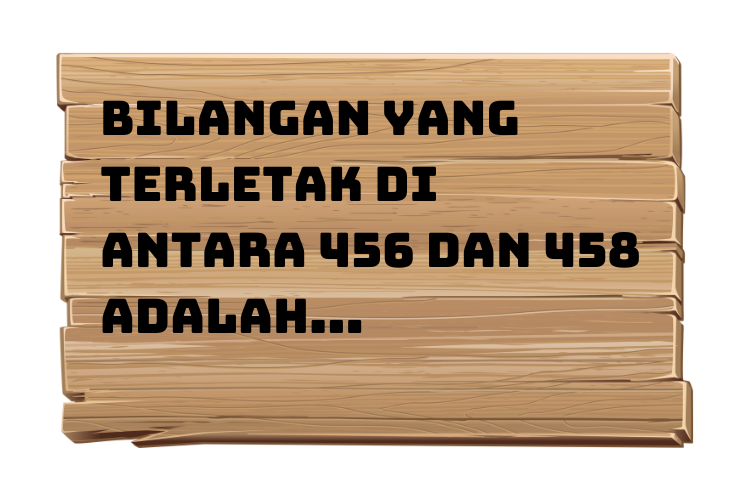 BILANGAN YANG
TERLETAK DI
ANTARA 456 DAN 458
ADALAH...